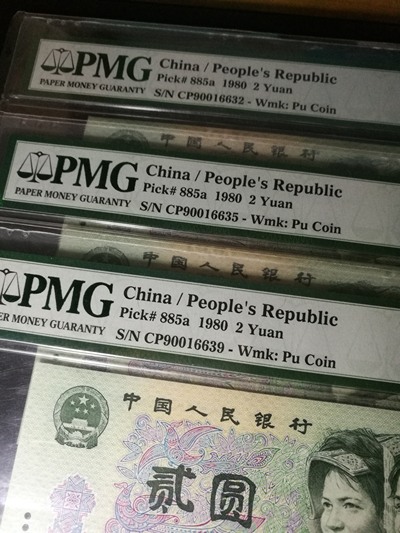 PMG
PAPER MONEY GUARANTY
China / People's Republic
Pick# 885a 1980 2 Yuan
S/N CP90016632 - Wmk: Pu Coin
中国人民银行
PMG
PAPER MONEY GUARANTY
China / People's Republic
Pick# 885a 1980 2 Yuan
S/N CP90016635 - Wmk: Pu Coin
中国人民银行
PMG
PER MONEY GUARANTY
China / People's Republic
Pick# 885a 1980 2 Yuan
S/N CP90016639 - Wmk: Pu Coin
中国人民银行
贰圆